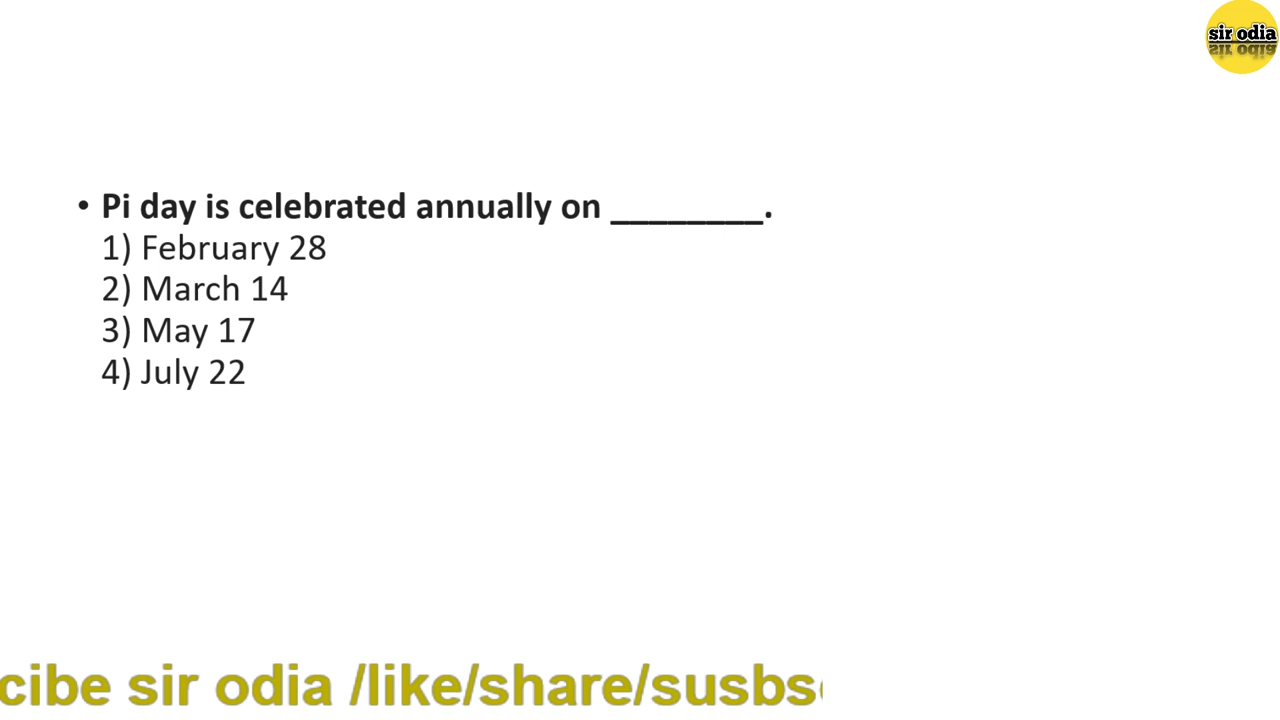 sir odia
• Pi day is celebrated annually on ________.
1) February 28
2) March 14
3) May 17
4) July 22
cibe sir odia /like/share/susbs